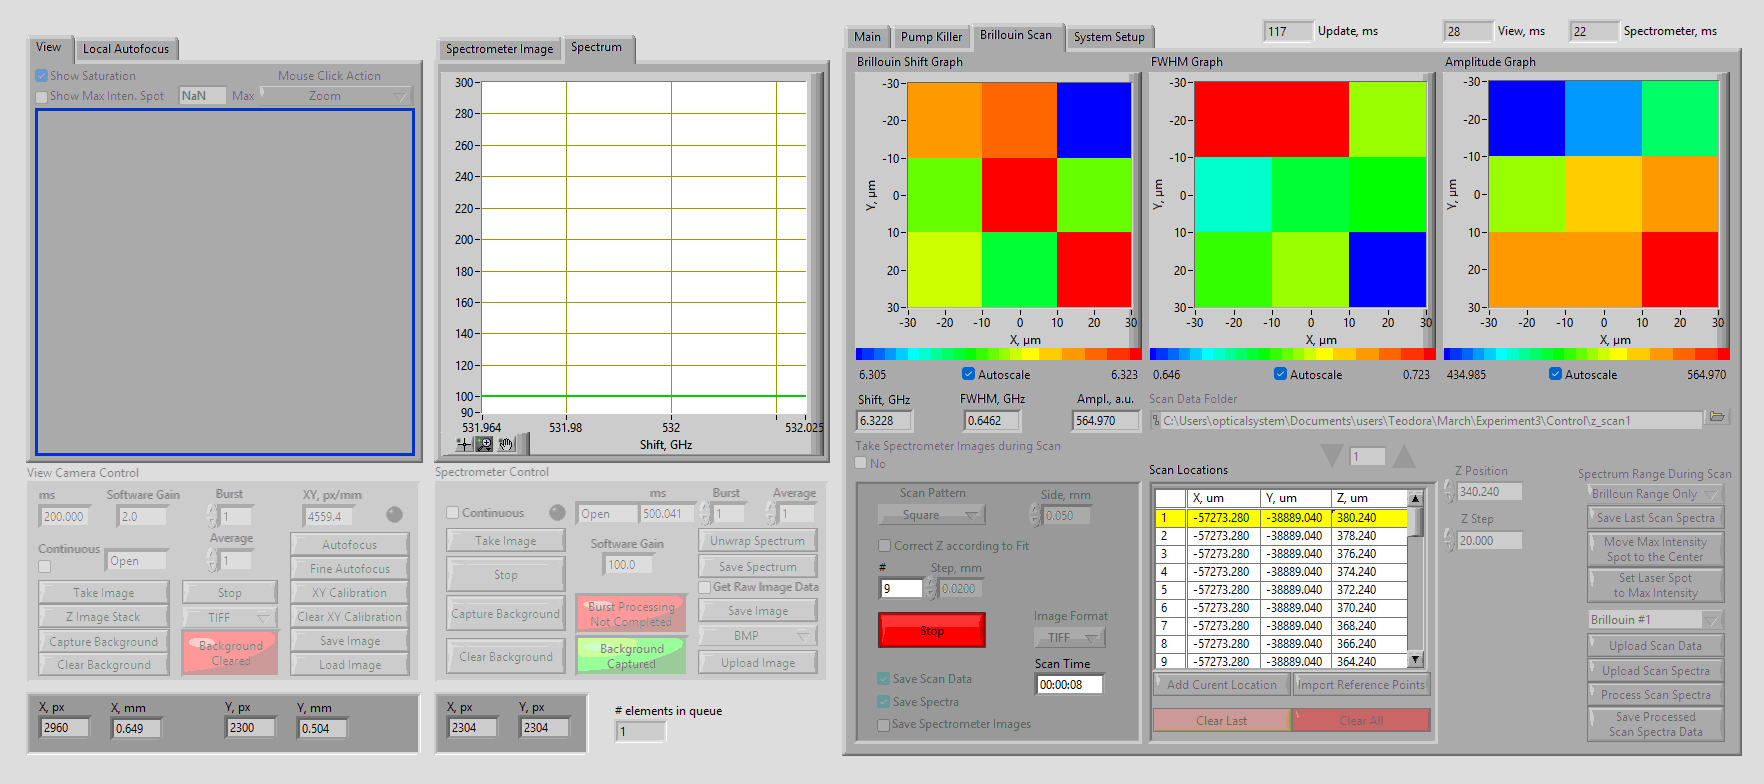 View
Local Autofocus
Show Saturation
Mouse Click Action
Show Max Inten. Spot
NaN
Max
Zoom
Spectrometer Image
Spectrum
300
280
260
240
220
200
180
160
140
120
100
90
531.964
531.98
532
532.025
Shift, GHz
Main
Pump Killer
Brillouin Scan
System Setup
117
Update, ms
28
View, ms
22
Spectrometer, ms
Brillouin Shift Graph
-30
-20
-10
0
10
20
30
Y, µm
-30 -20 -10 0 10 20 30
X, µm
6.305
Autoscale
6.323
FWHM Graph
-30
-20
-10
0
10
20
30
Y, µm
-30 -20 -10 0 10 20 30
X, µm
0.646
Autoscale
0.723
Amplitude Graph
-30
-20
-10
0
10
20
30
Y, µm
-30 -20 -10 0 10 20 30
X, µm
434.985
Autoscale
564.970
Shift, GHz
6.3228
FWHM, GHz
0.6462
Ampl., a.u.
564.970
Scan Data Folder
C:\Users\opticalsystem\Documents\users\Teodora\March\Experiment3\Control\z_scan1
Take Spectrometer Images during Scan
No
1
Scan Pattern
Square
Side, mm
0.050
Correct Z according to Fit
#
9
Step, mm
0.0200
Stop
Image Format
TIFF
Scan Time
00:00:08
Save Scan Data
Save Spectra
Save Spectrometer Images
Scan Locations
X, um Y, um Z, um
1 -57273.280 -38889.040 380.240
2 -57273.280 -38889.040 378.240
3 -57273.280 -38889.040 376.240
4 -57273.280 -38889.040 374.240
5 -57273.280 -38889.040 372.240
6 -57273.280 -38889.040 370.240
7 -57273.280 -38889.040 368.240
8 -57273.280 -38889.040 366.240
9 -57273.280 -38889.040 364.240
Add Curent Location
Import Reference Points
Clear Last
Clear All
Z Position
340.240
Z Step
20.000
Spectrum Range During Scan
Brilloun Range Only
Save Last Scan Spectra
Move Max Intensity
Spot to the Center
Set Laser Spot
to Max Intensity
Brillouin #1
Upload Scan Data
Upload Scan Spectra
Process Scan Spectra
Save Processed
Scan Spectra Data
View Camera Control
ms
200.000
Software Gain
2.0
Burst
1
XY, px/mm
4559.4
Continuous
Open
Average
1
Autofocus
Fine Autofocus
Take Image
Stop
XY Calibration
Z Image Stack
TIFF
Clear XY Calibration
Capture Background
Background
Cleared
Save Image
Clear Background
Load Image
Spectrometer Control
Continuous
Open
ms
500.041
Burst
1
Average
1
Take Image
Software Gain
100.0
Unwrap Spectrum
Stop
Save Spectrum
Get Raw Image Data
Capture Background
Burst Processing
Not Completed
Save Image
BMP
Clear Background
Background
Captured
Upload Image
X, px
2960
X, mm
0.649
Y, px
2300
Y, mm
0.504
X, px
2304
Y, px
2304
# elements in queue
1